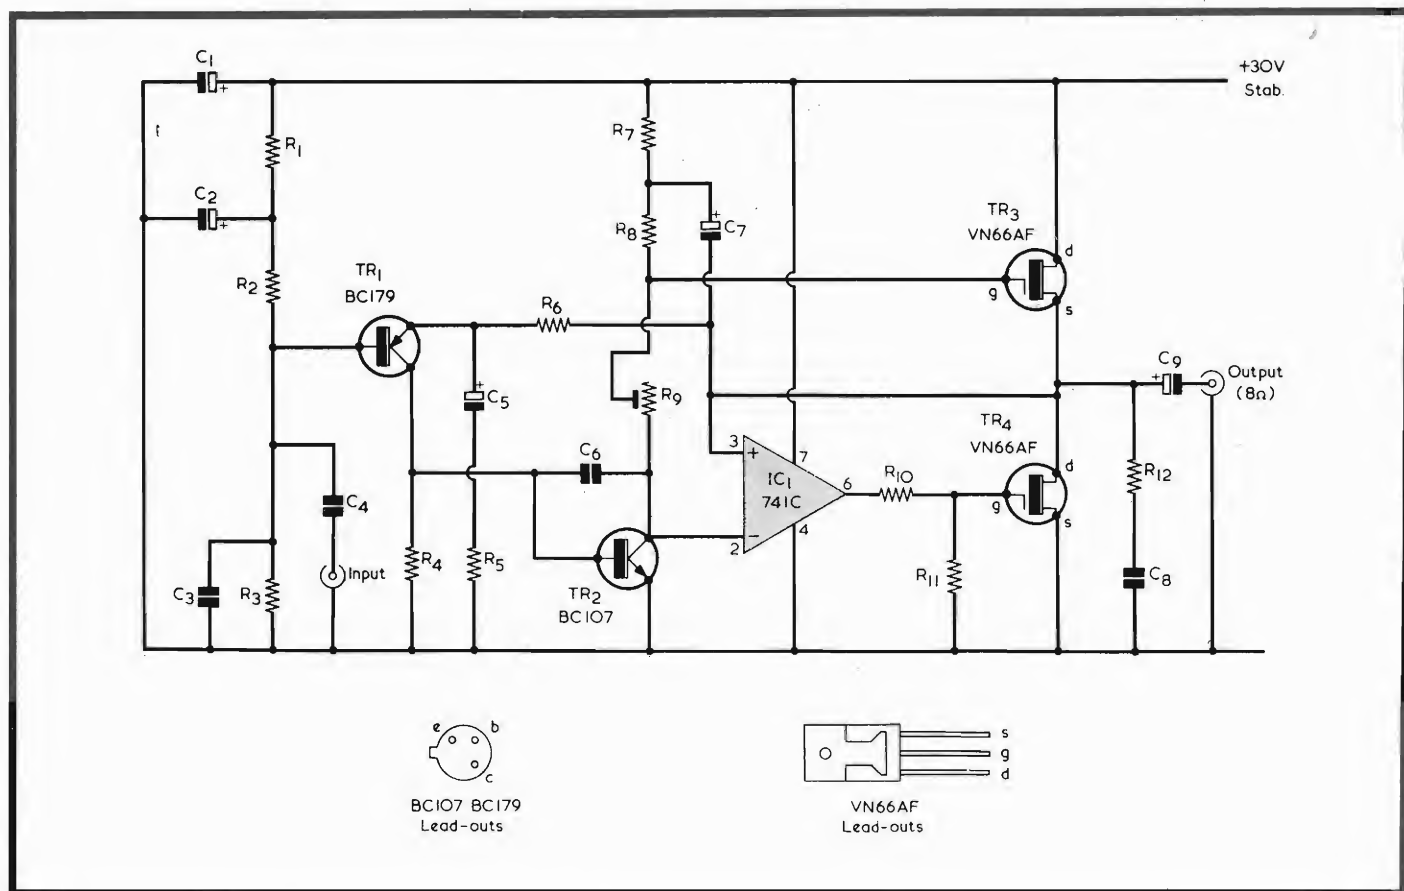 C1
+
+30V
Stab.
R1
R7
C2
+
R8
+
C7
TR3
VN66AF
d
g
s
R2
TR1
BC179
R6
C9
+
Output
(8Ω)
+
C5
R9
TR4
VN66AF
C6
3
+
7
IC1
741C
6
R10
d
g
s
R12
C4
2
−
4
R4
R5
R11
C8
C3
R3
Input
TR2
BC107
e
b
c
BC107 BC179
Lead-outs
s
g
d
VN66AF
Lead-outs